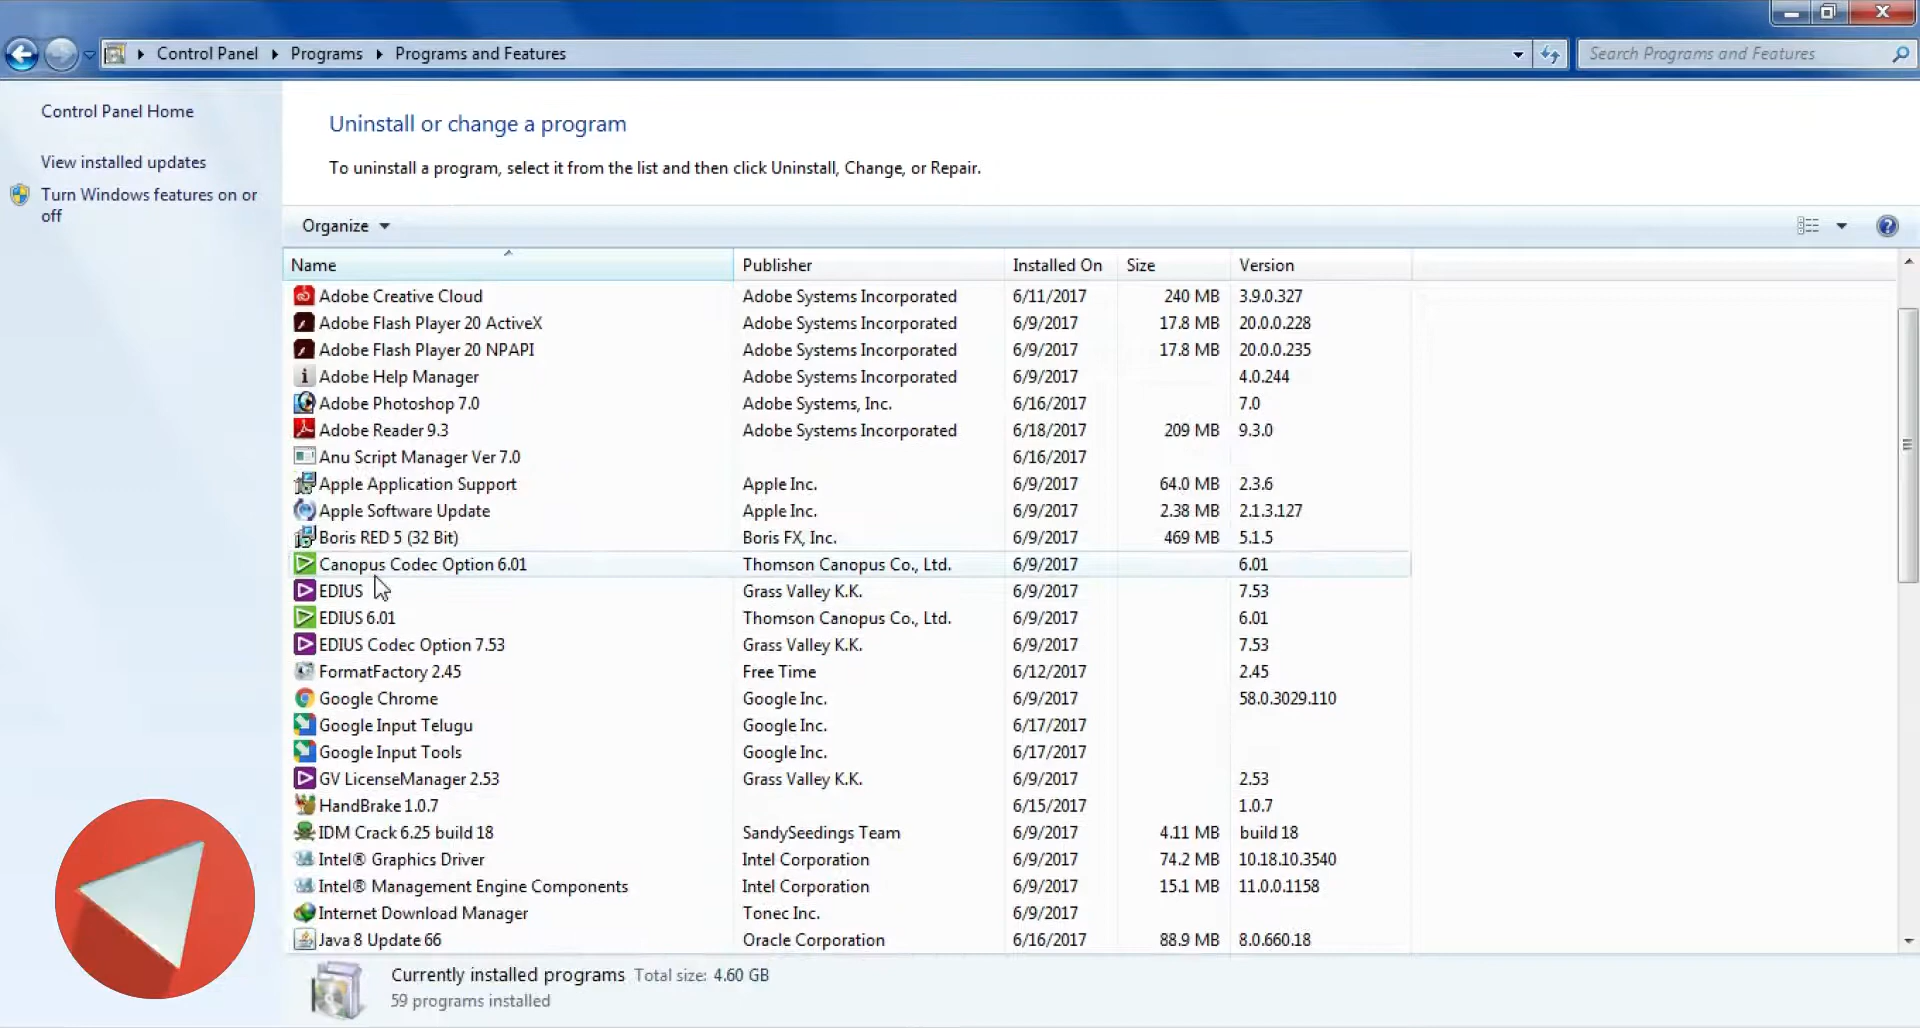 Control Panel
Programs
Programs and Features
Search Programs and Features
Control Panel Home
View installed updates
Turn Windows features on or
off
Uninstall or change a program
To uninstall a program, select it from the list and then click Uninstall, Change, or Repair.
Organize
Name Publisher Installed On Size Version
Adobe Creative Cloud Adobe Systems Incorporated 6/11/2017 240 MB 3.9.0.327
Adobe Flash Player 20 ActiveX Adobe Systems Incorporated 6/9/2017 17.8 MB 20.0.0.228
Adobe Flash Player 20 NPAPI Adobe Systems Incorporated 6/9/2017 17.8 MB 20.0.0.235
Adobe Help Manager Adobe Systems Incorporated 6/9/2017 4.0.244
Adobe Photoshop 7.0 Adobe Systems, Inc. 6/16/2017 7.0
Adobe Reader 9.3 Adobe Systems Incorporated 6/18/2017 209 MB 9.3.0
Anu Script Manager Ver 7.0 6/16/2017
Apple Application Support Apple Inc. 6/9/2017 64.0 MB 2.3.6
Apple Software Update Apple Inc. 6/9/2017 2.38 MB 2.1.3.127
Boris RED 5 (32 Bit) Boris FX, Inc. 6/9/2017 469 MB 5.1.5
Canopus Codec Option 6.01 Thomson Canopus Co., Ltd. 6/9/2017 6.01
EDIUS Grass Valley K.K. 6/9/2017 7.53
EDIUS 6.01 Thomson Canopus Co., Ltd. 6/9/2017 6.01
EDIUS Codec Option 7.53 Grass Valley K.K. 6/9/2017 7.53
FormatFactory 2.45 Free Time 6/12/2017 2.45
Google Chrome Google Inc. 6/9/2017 58.0.3029.110
Google Input Telugu Google Inc. 6/17/2017
Google Input Tools Google Inc. 6/17/2017
GV LicenseManager 2.53 Grass Valley K.K. 6/9/2017 2.53
HandBrake 1.0.7 6/15/2017 1.0.7
IDM Crack 6.25 build 18 SandySeedings Team 6/9/2017 4.11 MB build 18
Intel® Graphics Driver Intel Corporation 6/9/2017 74.2 MB 10.18.10.3540
Intel® Management Engine Components Intel Corporation 6/9/2017 15.1 MB 11.0.0.1158
Internet Download Manager Tonec Inc. 6/9/2017
Java 8 Update 66 Oracle Corporation 6/16/2017 88.9 MB 8.0.660.18
Currently installed programs Total size: 4.60 GB
59 programs installed